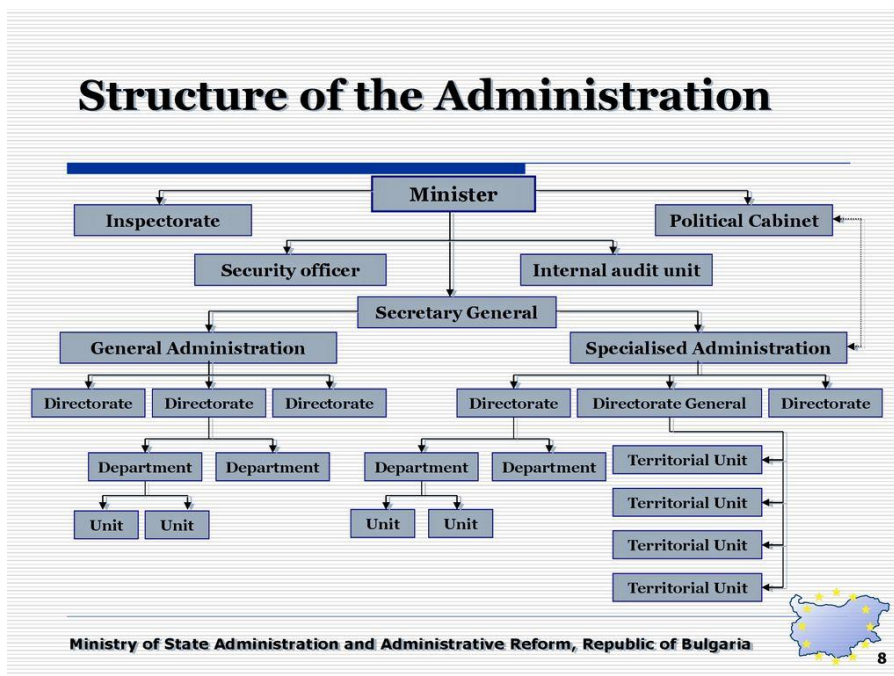 Structure of the Administration
Minister
Inspectorate
Political Cabinet
Security officer
Internal audit unit
Secretary General
General Administration
Specialised Administration
Directorate
Directorate
Directorate
Directorate
Directorate General
Directorate
Department
Department
Department
Department
Territorial Unit
Territorial Unit
Unit
Unit
Unit
Unit
Territorial Unit
Territorial Unit
Ministry of State Administration and Administrative Reform, Republic of Bulgaria
8